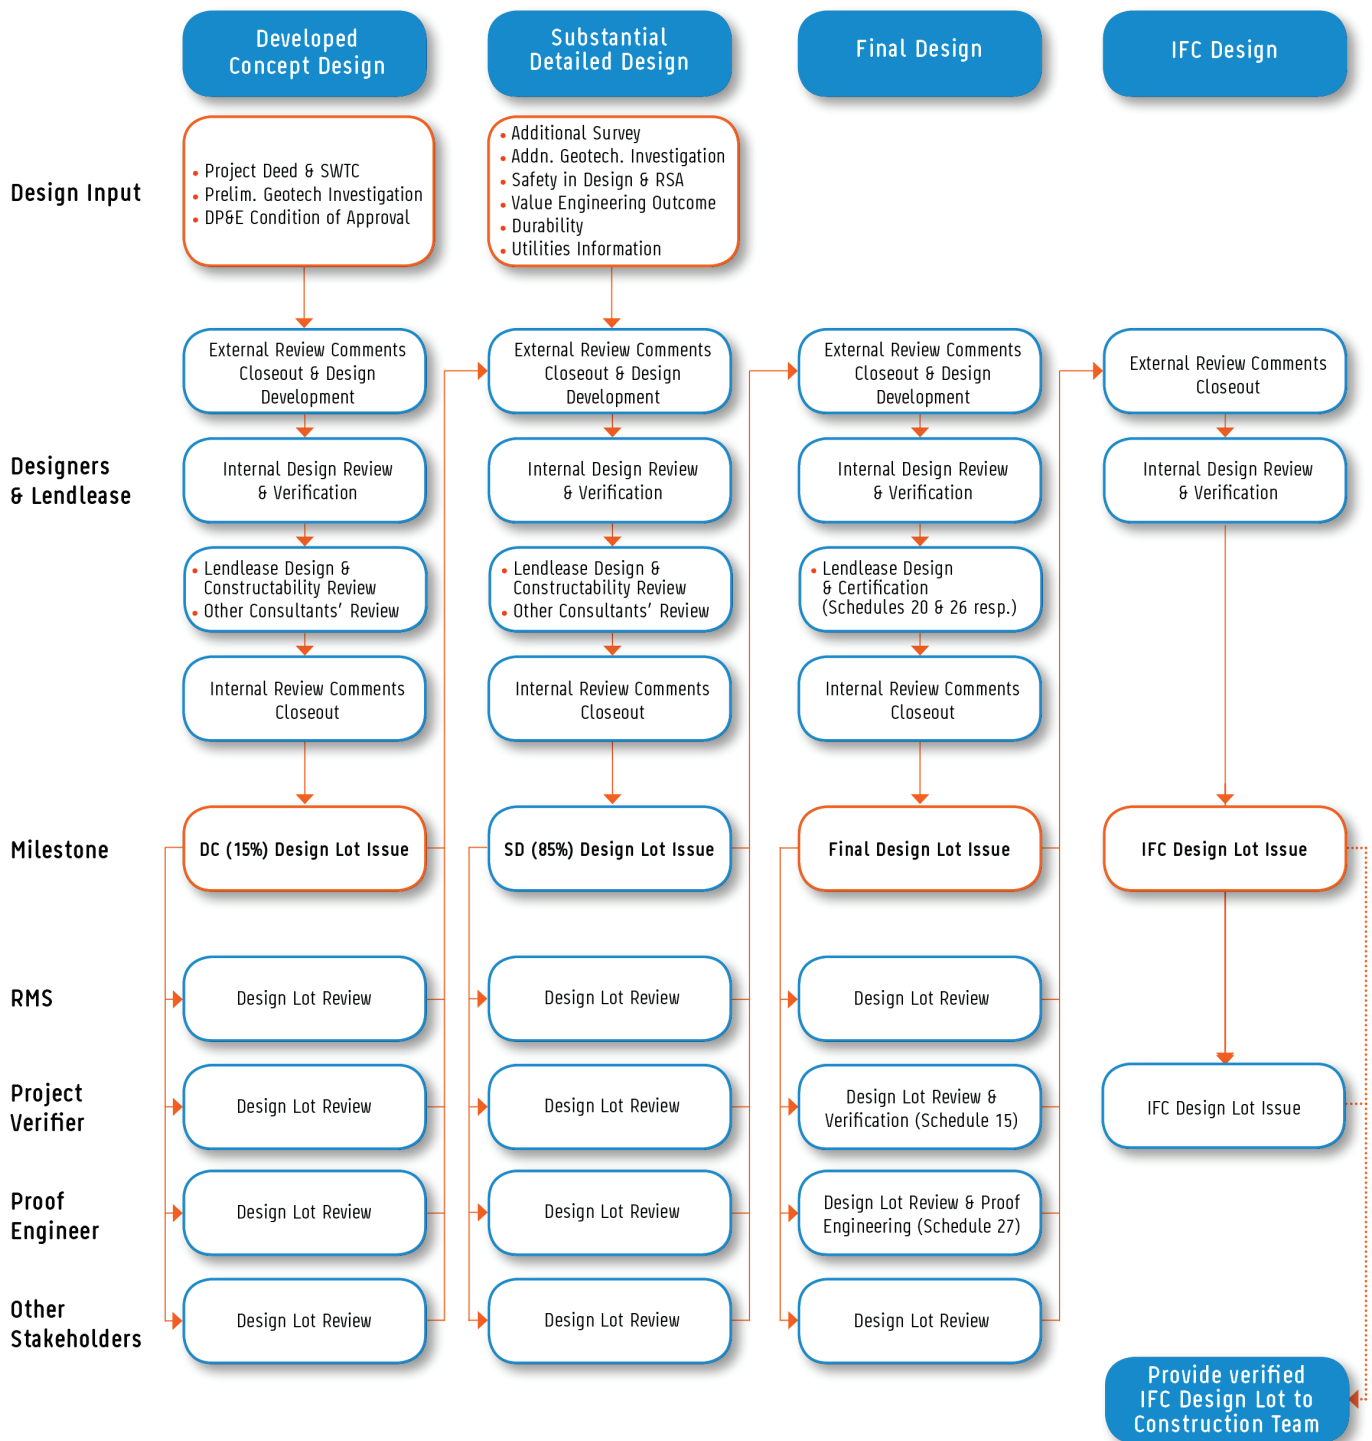 Developed
Concept Design
Substantial
Detailed Design
Final Design
IFC Design
Design Input
• Project Deed & SWTC
• Prelim. Geotech Investigation
• DP&E Condition of Approval
• Additional Survey
• Addn. Geotech. Investigation
• Safety in Design & RSA
• Value Engineering Outcome
• Durability
• Utilities Information
Designers
& Lendlease
External Review Comments
Closeout & Design
Development
External Review Comments
Closeout & Design
Development
External Review Comments
Closeout & Design
Development
External Review Comments
Closeout
Internal Design Review
& Verification
Internal Design Review
& Verification
Internal Design Review
& Verification
Internal Design Review
& Verification
• Lendlease Design &
Constructability Review
• Other Consultants’ Review
• Lendlease Design &
Constructability Review
• Other Consultants’ Review
• Lendlease Design
& Certification
(Schedules 20 & 26 resp.)
Internal Review Comments
Closeout
Internal Review Comments
Closeout
Internal Review Comments
Closeout
Milestone
DC (15%) Design Lot Issue
SD (85%) Design Lot Issue
Final Design Lot Issue
IFC Design Lot Issue
RMS
Design Lot Review
Design Lot Review
Design Lot Review
Project
Verifier
Design Lot Review
Design Lot Review
Design Lot Review &
Verification (Schedule 15)
IFC Design Lot Issue
Proof
Engineer
Design Lot Review
Design Lot Review
Design Lot Review & Proof
Engineering (Schedule 27)
Other
Stakeholders
Design Lot Review
Design Lot Review
Design Lot Review
Provide verified
IFC Design Lot to
Construction Team